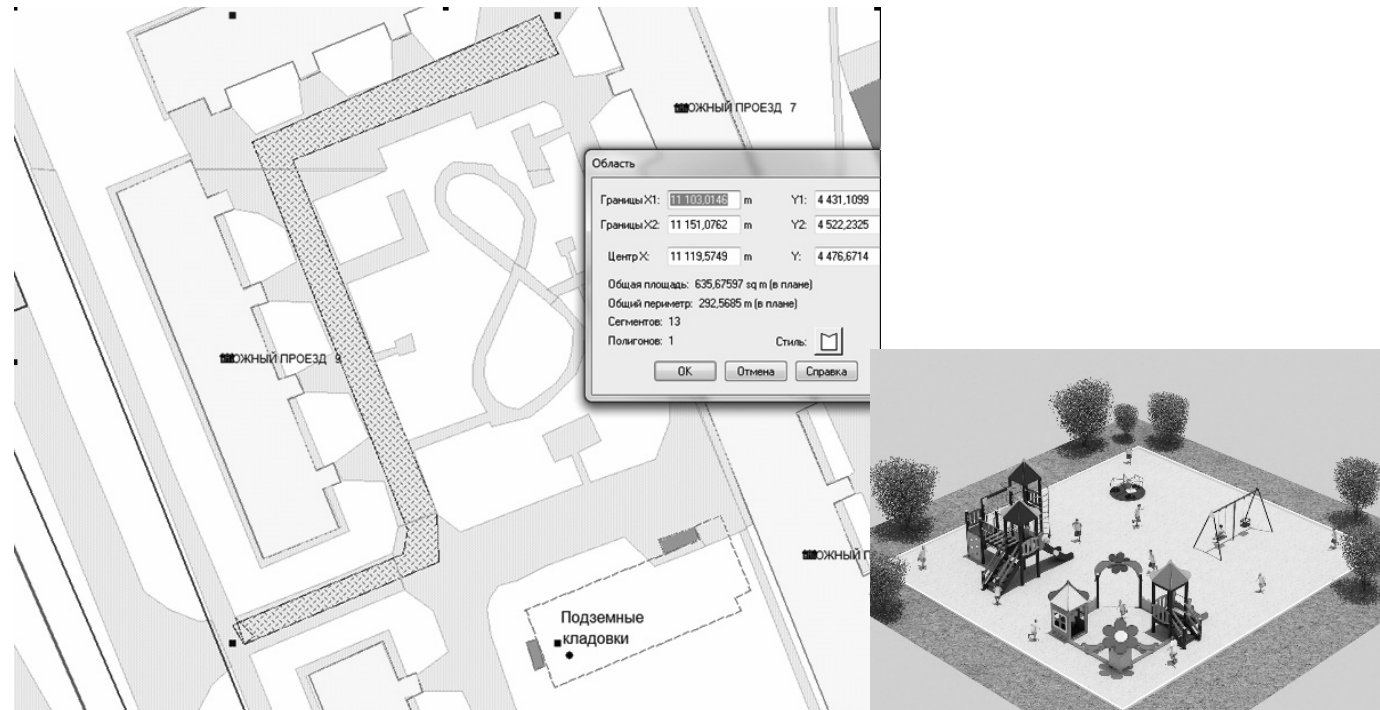 ОЖНЫЙ ПРОЕЗД 7
Область
Границы X1: 11 103,0146 m Y1: 4 431,1099
Границы X2: 11 151,0762 m Y2: 4 522,2325
Центр X: 11 119,5749 m Y: 4 476,6714
Общая площадь: 635,67597 sq m (в плане)
Общий периметр: 292,5685 m (в плане)
Сегментов: 13
Полигонов: 1 Стиль:
OK Отмена Справка
ОЖНЫЙ ПРОЕЗД 9
ОЖНЫЙ П
Подземные
кладовки